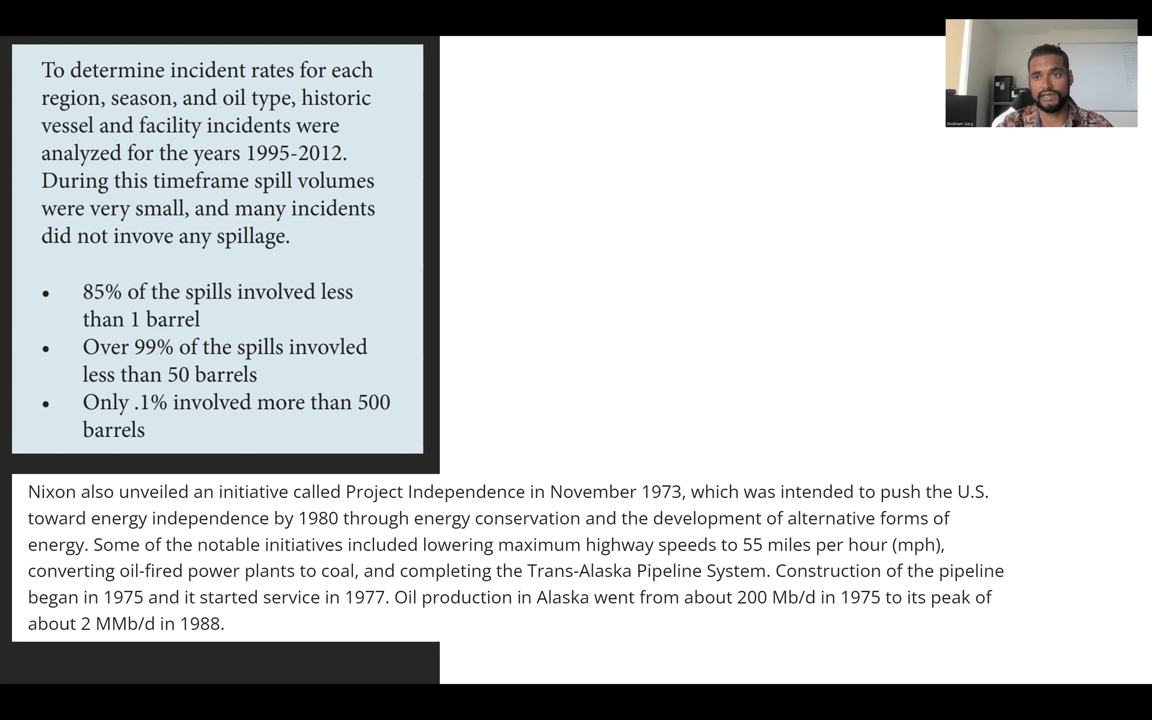 To determine incident rates for each
region, season, and oil type, historic
vessel and facility incidents were
analyzed for the years 1995-2012.
During this timeframe spill volumes
were very small, and many incidents
did not invove any spillage.
• 85% of the spills involved less
than 1 barrel
• Over 99% of the spills invovled
less than 50 barrels
• Only .1% involved more than 500
barrels
Nixon also unveiled an initiative called Project Independence in November 1973, which was intended to push the U.S.
toward energy independence by 1980 through energy conservation and the development of alternative forms of
energy. Some of the notable initiatives included lowering maximum highway speeds to 55 miles per hour (mph),
converting oil-fired power plants to coal, and completing the Trans-Alaska Pipeline System. Construction of the pipeline
began in 1975 and it started service in 1977. Oil production in Alaska went from about 200 Mb/d in 1975 to its peak of
about 2 MMb/d in 1988.
Shubham Garg